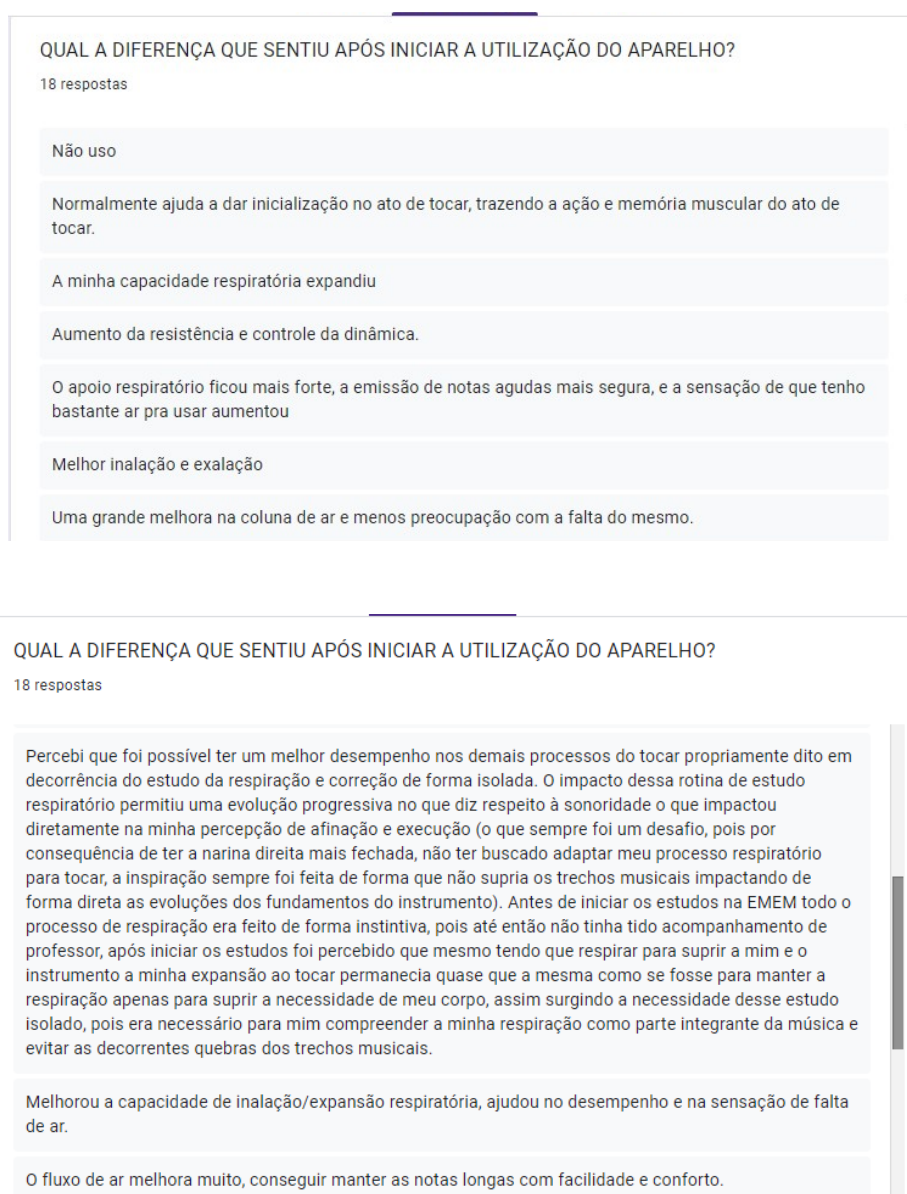 QUAL A DIFERENÇA QUE SENTIU APÓS INICIAR A UTILIZAÇÃO DO APARELHO?
18 respostas
Não uso
Normalmente ajuda a dar inicialização no ato de tocar, trazendo a ação e memória muscular do ato de
tocar.
A minha capacidade respiratória expandiu
Aumento da resistência e controle da dinâmica.
O apoio respiratório ficou mais forte, a emissão de notas agudas mais segura, e a sensação de que tenho
bastante ar pra usar aumentou
Melhor inalação e exalação
Uma grande melhora na coluna de ar e menos preocupação com a falta do mesmo.
QUAL A DIFERENÇA QUE SENTIU APÓS INICIAR A UTILIZAÇÃO DO APARELHO?
18 respostas
Percebi que foi possível ter um melhor desempenho nos demais processos do tocar propriamente dito em
decorrência do estudo da respiração e correção de forma isolada. O impacto dessa rotina de estudo
respiratório permitiu uma evolução progressiva no que diz respeito à sonoridade o que impactou
diretamente na minha percepção de afinação e execução (o que sempre foi um desafio, pois por
consequência de ter a narina direita mais fechada, não ter buscado adaptar meu processo respiratório
para tocar, a inspiração sempre foi feita de forma que não supria os trechos musicais impactando de
forma direta as evoluções dos fundamentos do instrumento). Antes de iniciar os estudos na EMEM todo o
processo de respiração era feito de forma instintiva, pois até então não tinha tido acompanhamento de
professor, após iniciar os estudos foi percebido que mesmo tendo que respirar para suprir a mim e o
instrumento a minha expansão ao tocar permanecia quase que a mesma como se fosse para manter a
respiração apenas para suprir a necessidade de meu corpo, assim surgindo a necessidade desse estudo
isolado, pois era necessário para mim compreender a minha respiração como parte integrante da música e
evitar as decorrentes quebras dos trechos musicais.
Melhorou a capacidade de inalação/expansão respiratória, ajudou no desempenho e na sensação de falta
de ar.
O fluxo de ar melhora muito, conseguir manter as notas longas com facilidade e conforto.